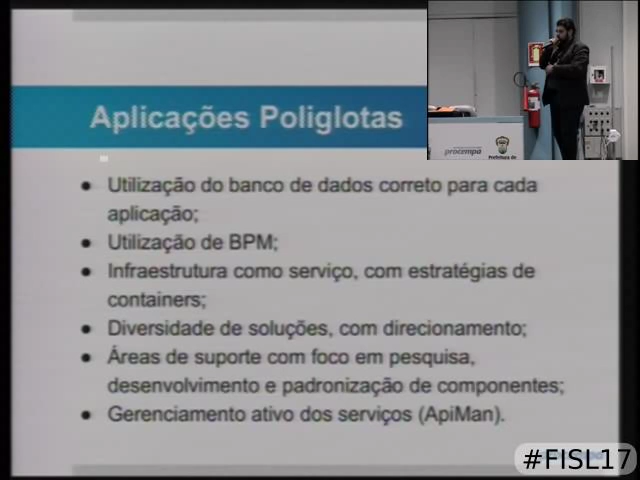 Aplicações Poliglotas
procempa
Prefeitura de
● Utilização do banco de dados correto para cada
aplicação;
● Utilização de BPM;
● Infraestrutura como serviço, com estratégias de
containers;
● Diversidade de soluções, com direcionamento;
● Áreas de suporte com foco em pesquisa,
desenvolvimento e padronização de componentes;
● Gerenciamento ativo dos serviços (ApiMan).
#FISL17